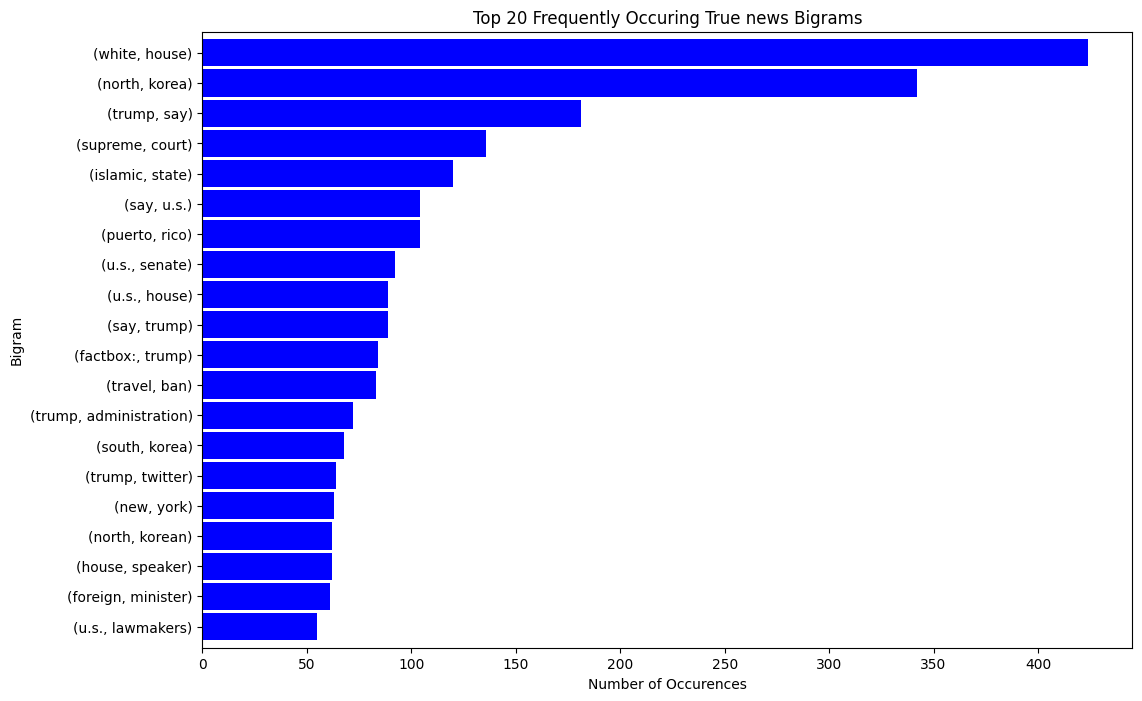 Top 20 Frequently Occuring True news Bigrams
(white, house)
(north, korea)
(trump, say)
(supreme, court)
(islamic, state)
(say, u.s.)
(puerto, rico)
(u.s., senate)
(u.s., house)
(say, trump)
(factbox:, trump)
(travel, ban)
(trump, administration)
(south, korea)
(trump, twitter)
(new, york)
(north, korean)
(house, speaker)
(foreign, minister)
(u.s., lawmakers)
Bigram
0 50 100 150 200 250 300 350 400
Number of Occurences